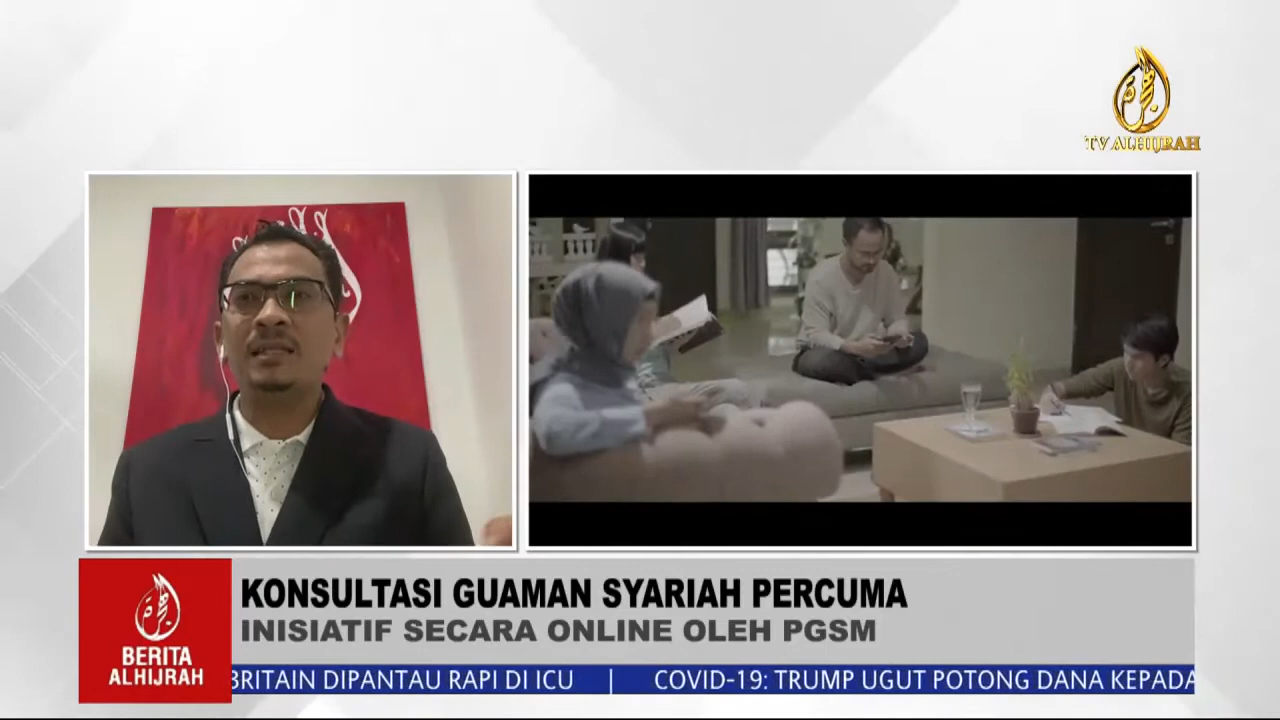 TV ALHIJRAH
KONSULTASI GUAMAN SYARIAH PERCUMA
INISIATIF SECARA ONLINE OLEH PGSM
BERITA
ALHIJRAH
BRITAIN DIPANTAU RAPI DI ICU | COVID-19: TRUMP UGUT POTONG DANA KEPADA